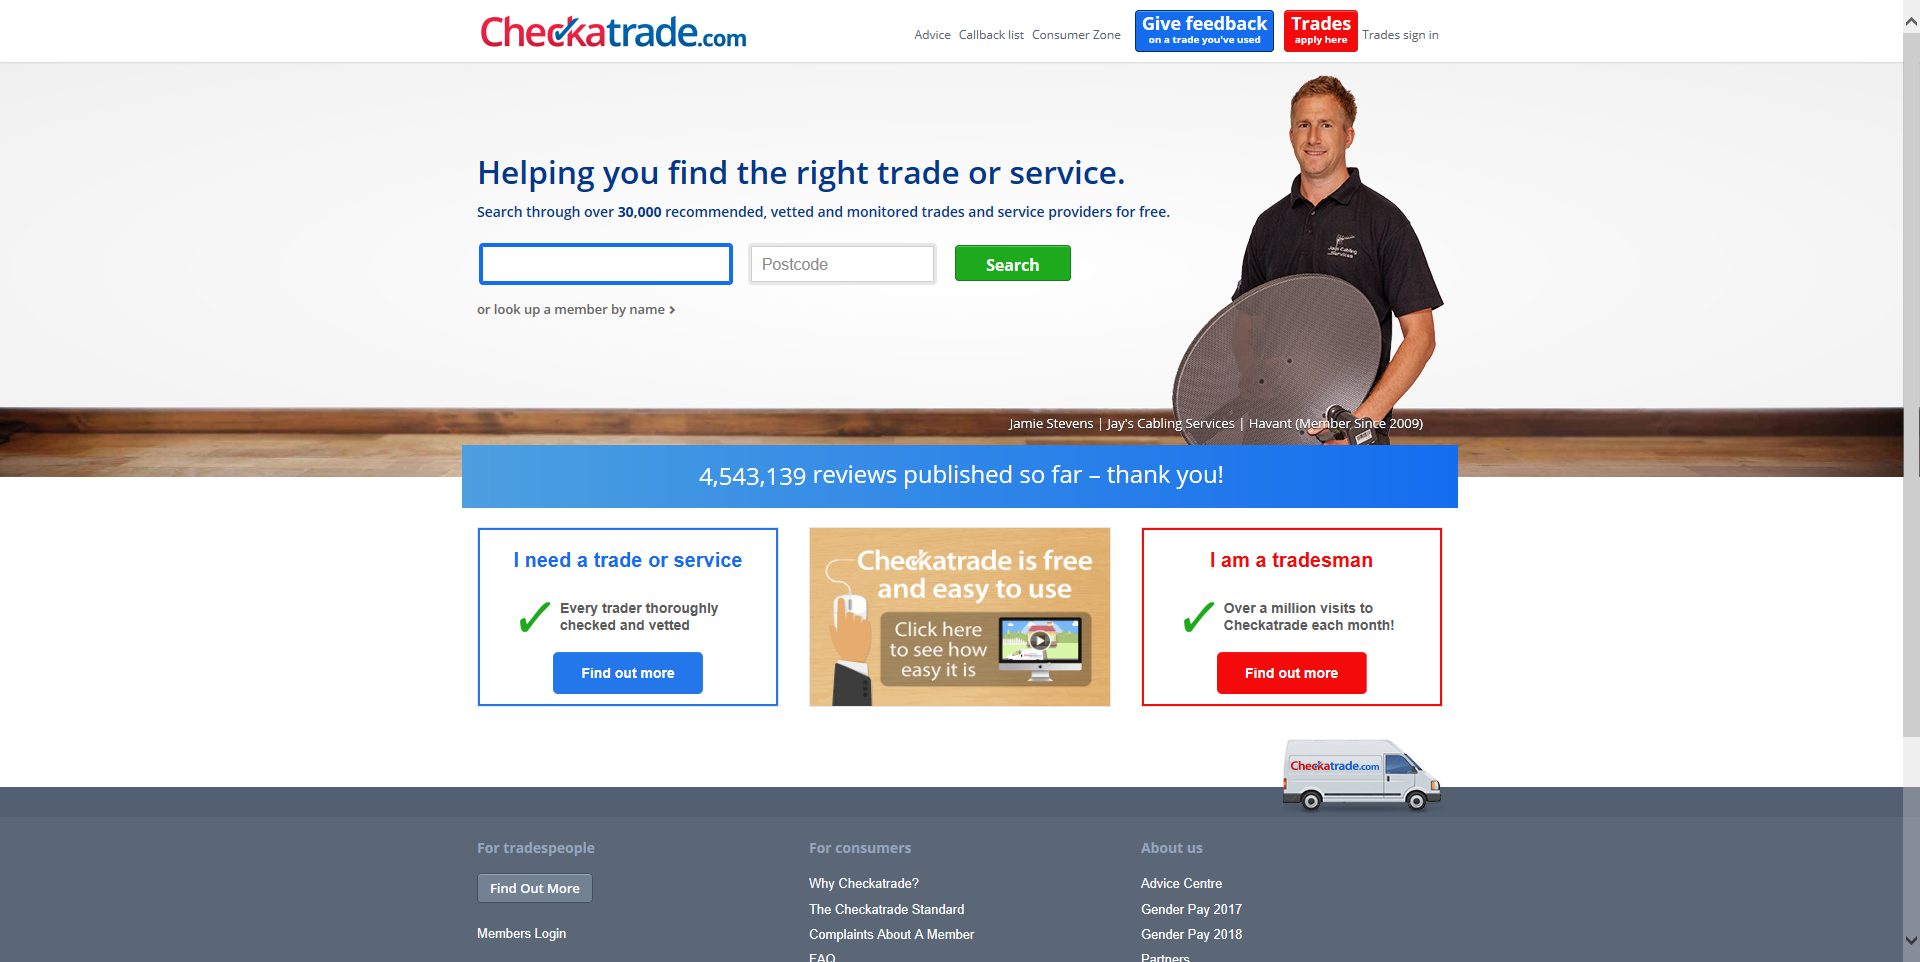 Checkatrade.com
Advice Callback list Consumer Zone
Give feedback
on a trade you've used
Trades
apply here
Trades sign in
Helping you find the right trade or service.
Search through over 30,000 recommended, vetted and monitored trades and service providers for free.
Postcode
Search
or look up a member by name
Jay's Cabling
Services
Jamie Stevens | Jay's Cabling Services | Havant (Member Since 2009)
4,543,139 reviews published so far – thank you!
I need a trade or service
Every trader thoroughly
checked and vetted
Find out more
Checkatrade is free
and easy to use
Click here
to see how
easy it is
I am a tradesman
Over a million visits to
Checkatrade each month!
Find out more
Checkatrade.com
For tradespeople
Find Out More
Members Login
For consumers
Why Checkatrade?
The Checkatrade Standard
Complaints About A Member
FAQ
About us
Advice Centre
Gender Pay 2017
Gender Pay 2018
Partners